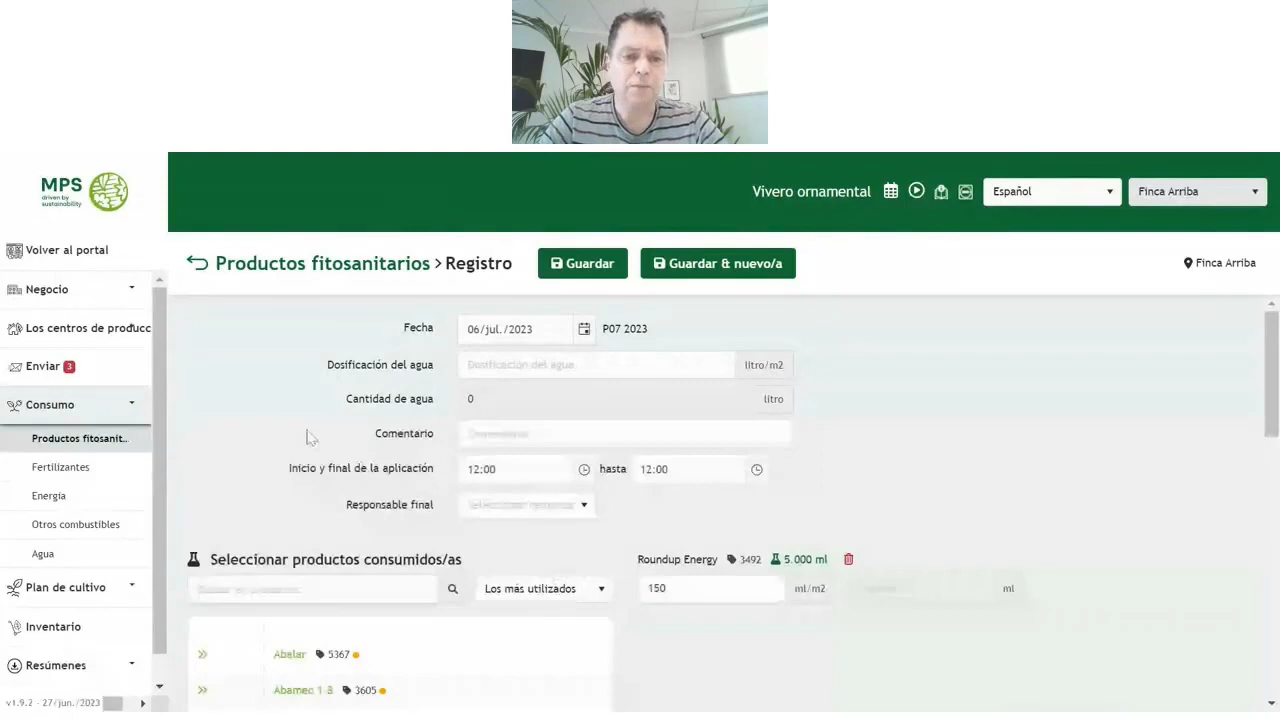 MPS
driven by
sustainability
Vivero ornamental
Español
Finca Arriba
Volver al portal
Productos fitosanitarios > Registro
Guardar
Guardar & nuevo/a
Finca Arriba
Negocio
Los centros de producc
Enviar 3
Consumo
Productos fitosanit..
Fertilizantes
Energía
Otros combustibles
Agua
Plan de cultivo
Inventario
Resúmenes
v1.9.2 - 27/jun./2023
Fecha 06/jul./2023 P07 2023
Dosificación del agua Dosificación del agua litro/m2
Cantidad de agua 0 litro
Comentario
Inicio y final de la aplicación 12:00 hasta 12:00
Responsable final
Seleccionar productos consumidos/as
Los más utilizados
Roundup Energy 3492 5.000 ml
150 ml/m2 ml
Abalar 5367
Abamec 1.8 3605